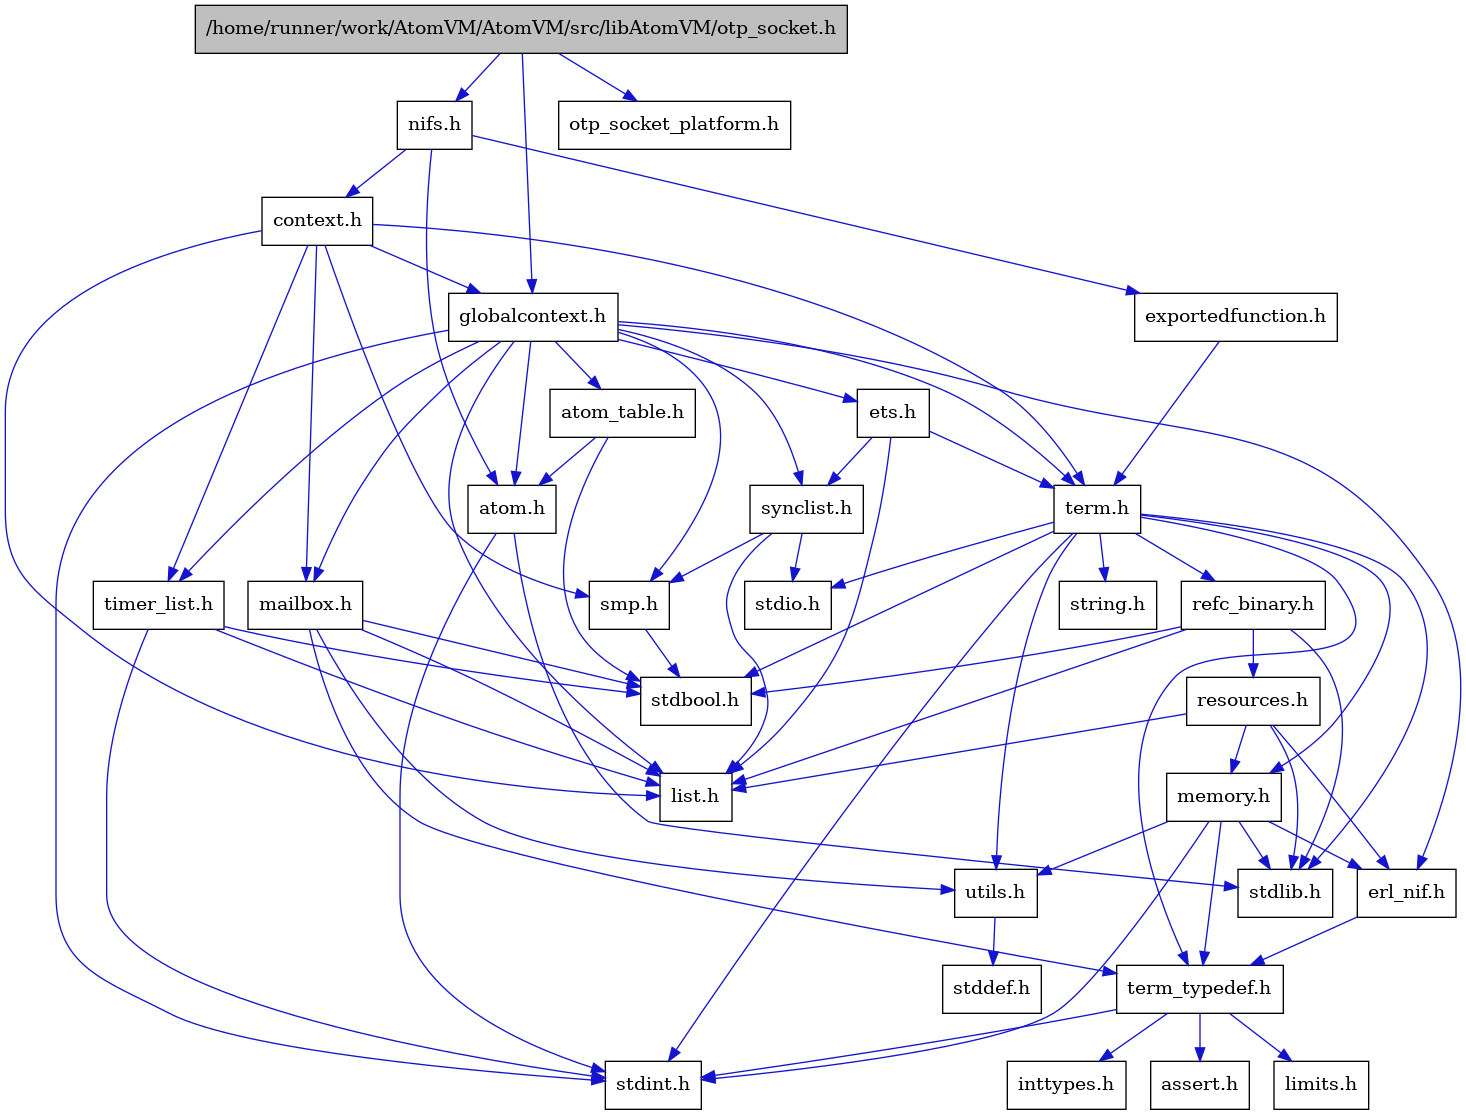 /home/runner/work/AtomVM/AtomVM/src/libAtomVM/otp_socket.h
nifs.h
otp_socket_platform.h
context.h
globalcontext.h
exportedfunction.h
atom_table.h
ets.h
atom.h
synclist.h
term.h
timer_list.h
mailbox.h
smp.h
stdio.h
string.h
refc_binary.h
stdbool.h
resources.h
list.h
memory.h
utils.h
stdlib.h
erl_nif.h
stddef.h
term_typedef.h
stdint.h
inttypes.h
assert.h
limits.h